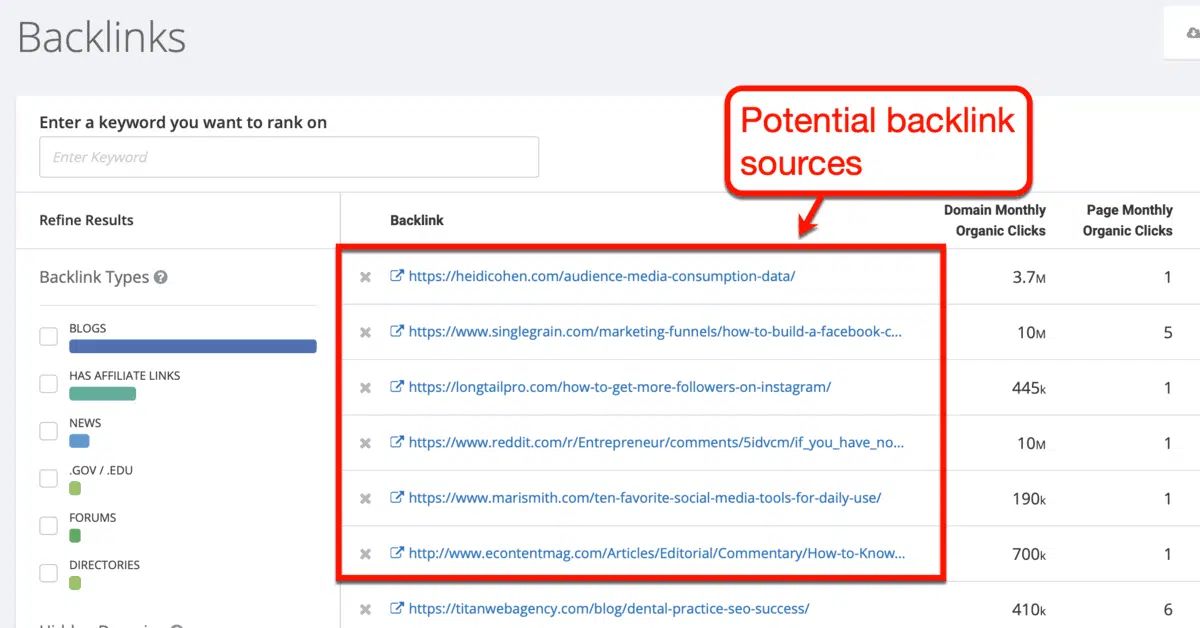 Backlinks
Enter a keyword you want to rank on
Enter Keyword
Potential backlink
sources
Refine Results
Backlink
Domain Monthly
Organic Clicks
Page Monthly
Organic Clicks
Backlink Types
BLOGS
HAS AFFILIATE LINKS
NEWS
.GOV / .EDU
FORUMS
DIRECTORIES
https://heidicohen.com/audience-media-consumption-data/ 3.7M 1
https://www.singlegrain.com/marketing-funnels/how-to-build-a-facebook-c... 10M 5
https://longtailpro.com/how-to-get-more-followers-on-instagram/ 445k 1
https://www.reddit.com/r/Entrepreneur/comments/5idvcm/if_you_have_no... 10M 1
https://www.marismith.com/ten-favorite-social-media-tools-for-daily-use/ 190k 1
http://www.econtentmag.com/Articles/Editorial/Commentary/How-to-Know... 700k 1
https://titanwebagency.com/blog/dental-practice-seo-success/ 410k 6